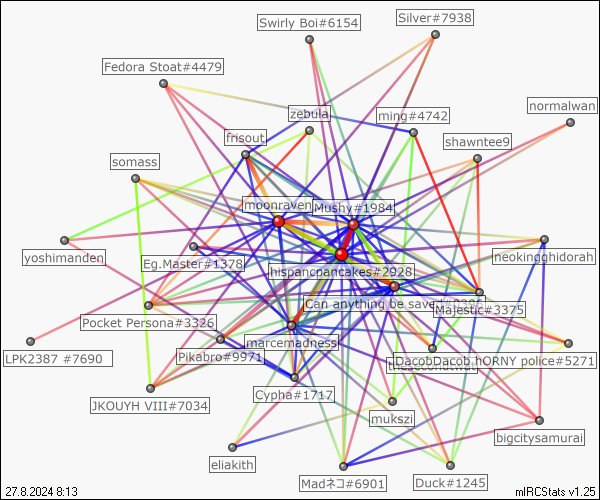 Swirly Boi#6154
Silver#7938
Fedora Stoat#4479
normalwan
zebula
ming#4742
frisout
shawntee9
somass
moonraven
Mushy#1984
yoshimanden
Eg.Master#1378
neokingghidorah
hispancpancakes#2928
Can anything be saved
Majestic#3375
Pocket Persona#3326
marcemadness
LPK2387 #7690
Pikabro#9971
DacobDacob
hORNY police#5271
JKOUYH VIII#7034
Cypha#1717
mukszi
bigcitysamurai
eliakith
Madネコ#6901
Duck#1245
27.8.2024 8:13
mIRCStats v1.25